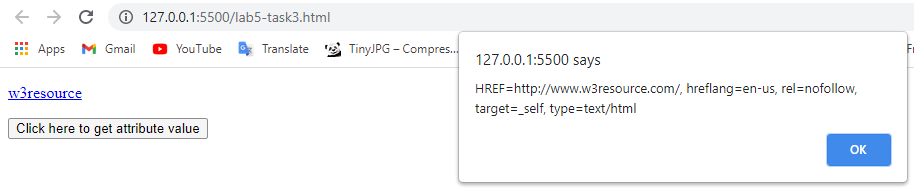 127.0.0.1:5500/lab5-task3.html
Apps Gmail YouTube Translate TinyJPG – Compres...
127.0.0.1:5500 says
HREF=http://www.w3resource.com/, hreflang=en-us, rel=nofollow,
target=_self, type=text/html
OK
w3resource
Click here to get attribute value